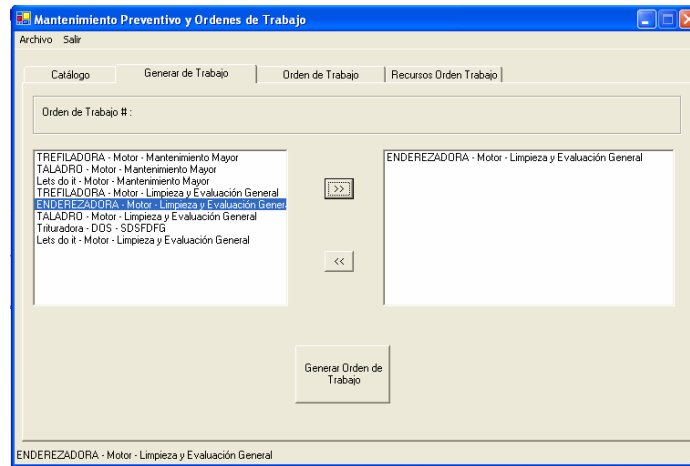 Mantenimiento Preventivo y Ordenes de Trabajo
Archivo Salir
Catálogo Generar de Trabajo Orden de Trabajo Recursos Orden Trabajo
Orden de Trabajo # :
TREFILADORA - Motor - Mantenimiento Mayor
TALADRO - Motor - Mantenimiento Mayor
Lets do it - Motor - Mantenimiento Mayor
TREFILADORA - Motor - Limpieza y Evaluación General
ENDEREZADORA - Motor - Limpieza y Evaluación Gener
TALADRO - Motor - Limpieza y Evaluación General
Trituradora - DOS - SDSFDFG
Lets do it - Motor - Limpieza y Evaluación General
>>
<<
ENDEREZADORA - Motor - Limpieza y Evaluación General
Generar Orden de
Trabajo
ENDEREZADORA - Motor - Limpieza y Evaluación General